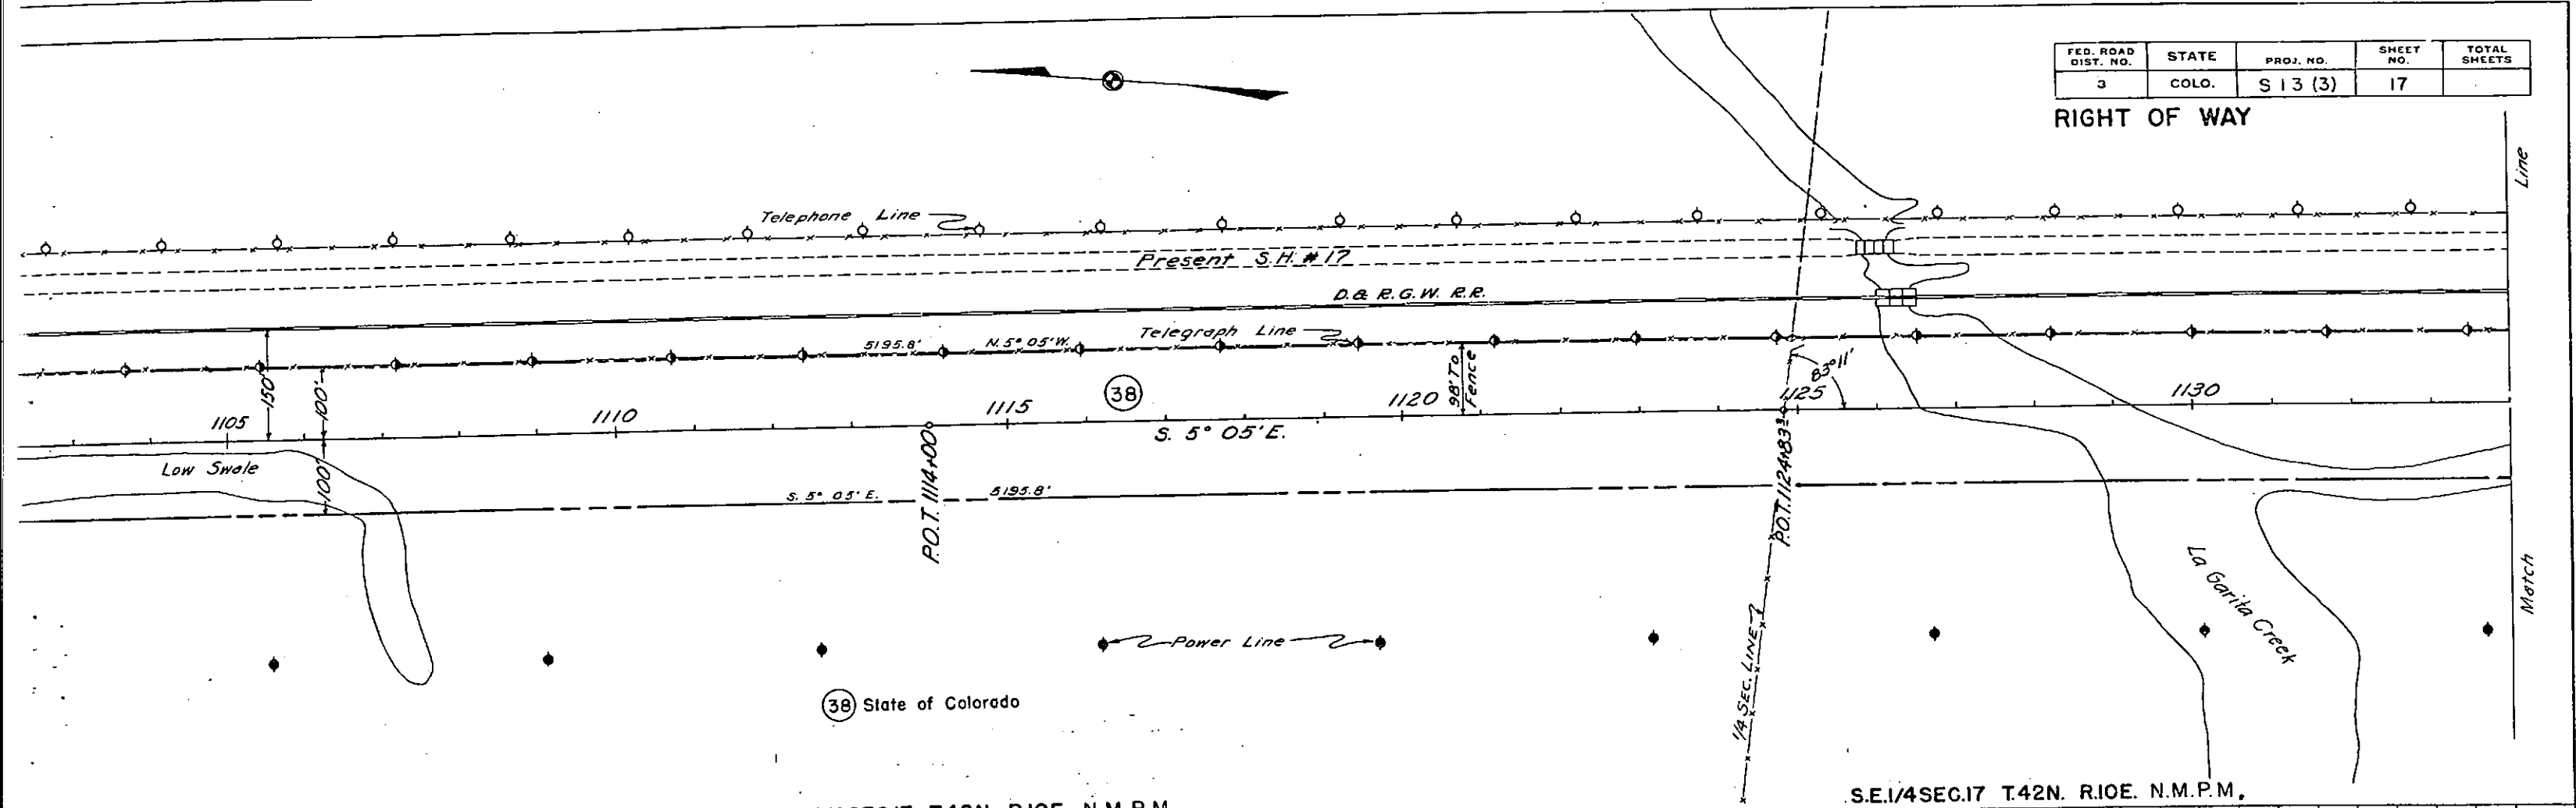 FED. ROAD DIST. NO. STATE PROJ. NO. SHEET NO. TOTAL SHEETS
3 COLO. S 13 (3) 17
RIGHT OF WAY
Line
Telephone Line
Present S.H. #17
D. & R.G.W. R.R.
Telegraph Line
5195.8' N. 5° 05' W.
150'
100'
98' To Fence
83°11'
38
1105 1110 1115 1120 1125 1130
S. 5° 05' E.
Low Swale
100'
S. 5° 05' E. 5195.8'
P.O.T. 1114+00
P.O.T. 1124+83
La Garita Creek
Match
Power Line
1/4 SEC. LINE
38 State of Colorado
S.E.1/4 SEC.17 T.42N. R.10E. N.M.P.M.